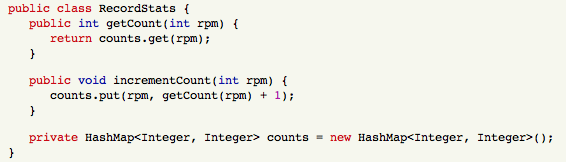 public class RecordStats {
public int getCount(int rpm) {
return counts.get(rpm);
}
public void incrementCount(int rpm) {
counts.put(rpm, getCount(rpm) + 1);
}
private HashMap<Integer, Integer> counts = new HashMap<Integer, Integer>();
}